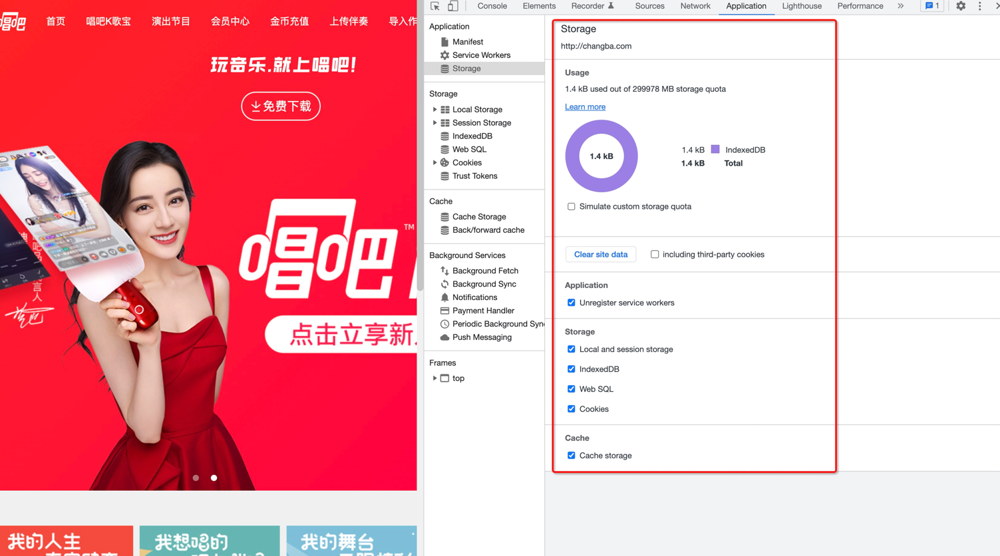 唱吧
首页 唱吧K歌宝 演出节目 会员中心 金币充值 上传伴奏 导入作
玩音乐,就上唱吧!
免费下载
唱吧 TM
点击立享新
言人
我的人生
我想唱的
我的舞台
Console Elements Recorder Sources Network Application Lighthouse Performance 1
Application
Manifest
Service Workers
Storage
Storage
Local Storage
Session Storage
IndexedDB
Web SQL
Cookies
Trust Tokens
Cache
Cache Storage
Back/forward cache
Background Services
Background Fetch
Background Sync
Notifications
Payment Handler
Periodic Background Sync
Push Messaging
Frames
top
Storage
http://changba.com
Usage
1.4 kB used out of 299978 MB storage quota
Learn more
1.4 kB
1.4 kB IndexedDB
1.4 kB Total
Simulate custom storage quota
Clear site data including third-party cookies
Application
Unregister service workers
Storage
Local and session storage
IndexedDB
Web SQL
Cookies
Cache
Cache storage